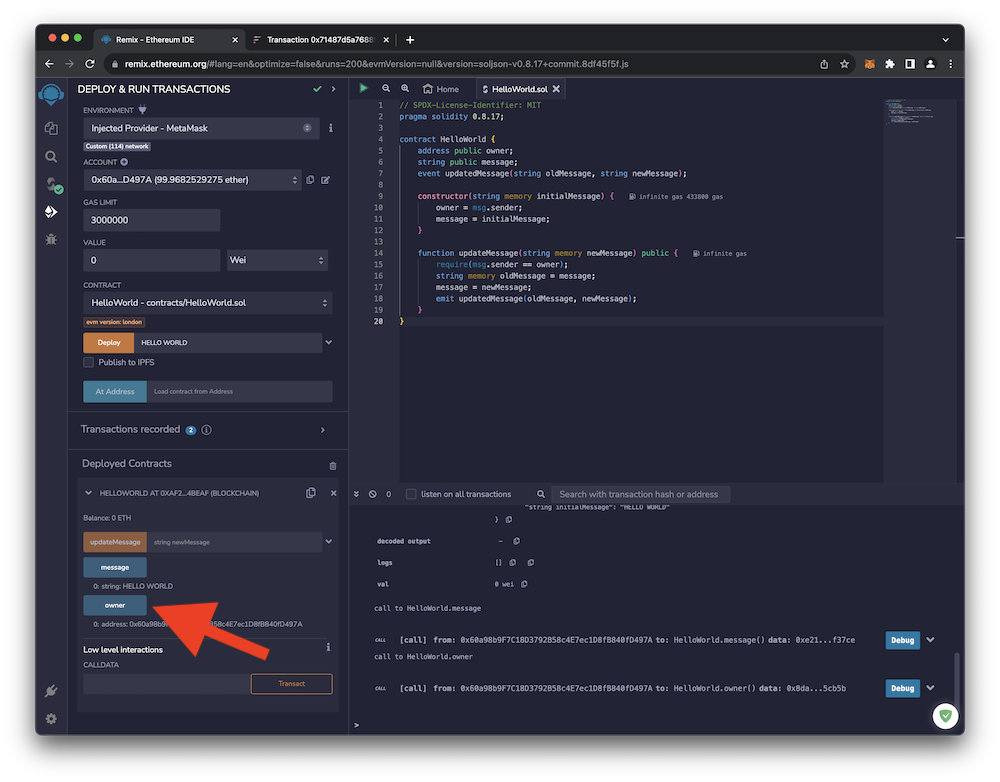 Remix - Ethereum IDE
Transaction 0x71487d5a7688
remix.ethereum.org/#lang=en&optimize=false&runs=200&evmVersion=null&version=soljson-v0.8.17+commit.8df45f5f.js
DEPLOY & RUN TRANSACTIONS
ENVIRONMENT
Injected Provider - MetaMask
Custom (114) network
ACCOUNT
0x60a...D497A (99.9682529275 ether)
GAS LIMIT
3000000
VALUE
0
Wei
CONTRACT
HelloWorld - contracts/HelloWorld.sol
evm version: london
Deploy
HELLO WORLD
Publish to IPFS
At Address
Load contract from Address
Transactions recorded 2
Deployed Contracts
HELLOWORLD AT 0XAF2...4BEAF (BLOCKCHAIN)
Balance: 0 ETH
updateMessage
string newMessage
message
0: string: HELLO WORLD
owner
0: address: 0x60a98b9 58c4E7ec1D8fBB40fD497A
Low level interactions
CALLDATA
Transact
Home
HelloWorld.sol
1 // SPDX-License-Identifier: MIT
2 pragma solidity 0.8.17;
3
4 contract HelloWorld {
5 address public owner;
6 string public message;
7 event updatedMessage(string oldMessage, string newMessage);
8
9 constructor(string memory initialMessage) { infinite gas 433800 gas
10 owner = msg.sender;
11 message = initialMessage;
12 }
13
14 function updateMessage(string memory newMessage) public { infinite gas
15 require(msg.sender == owner);
16 string memory oldMessage = message;
17 message = newMessage;
18 emit updatedMessage(oldMessage, newMessage);
19 }
20 }
0
listen on all transactions
Search with transaction hash or address
"string initialMessage": "HELLO WORLD"
}
decoded output -
logs []
val 0 wei
call to HelloWorld.message
CALL [call] from: 0x60a98b9F7C18D3792B58c4E7ec1D8fBB40fD497A to: HelloWorld.message() data: 0xe21...f37ce
Debug
call to HelloWorld.owner
CALL [call] from: 0x60a98b9F7C18D3792B58c4E7ec1D8fBB40fD497A to: HelloWorld.owner() data: 0x8da...5cb5b
Debug
>